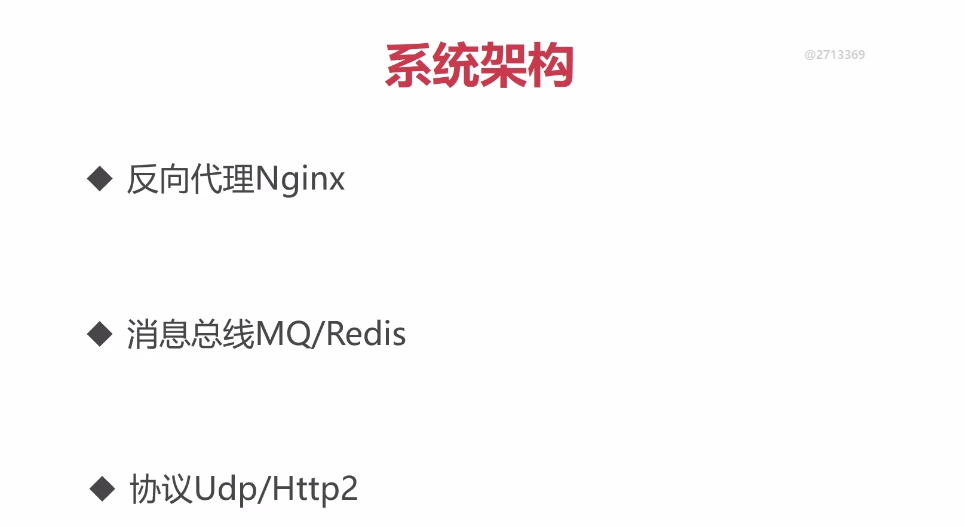 系统架构
@2713369
◆ 反向代理Nginx
◆ 消息总线MQ/Redis
◆ 协议Udp/Http2